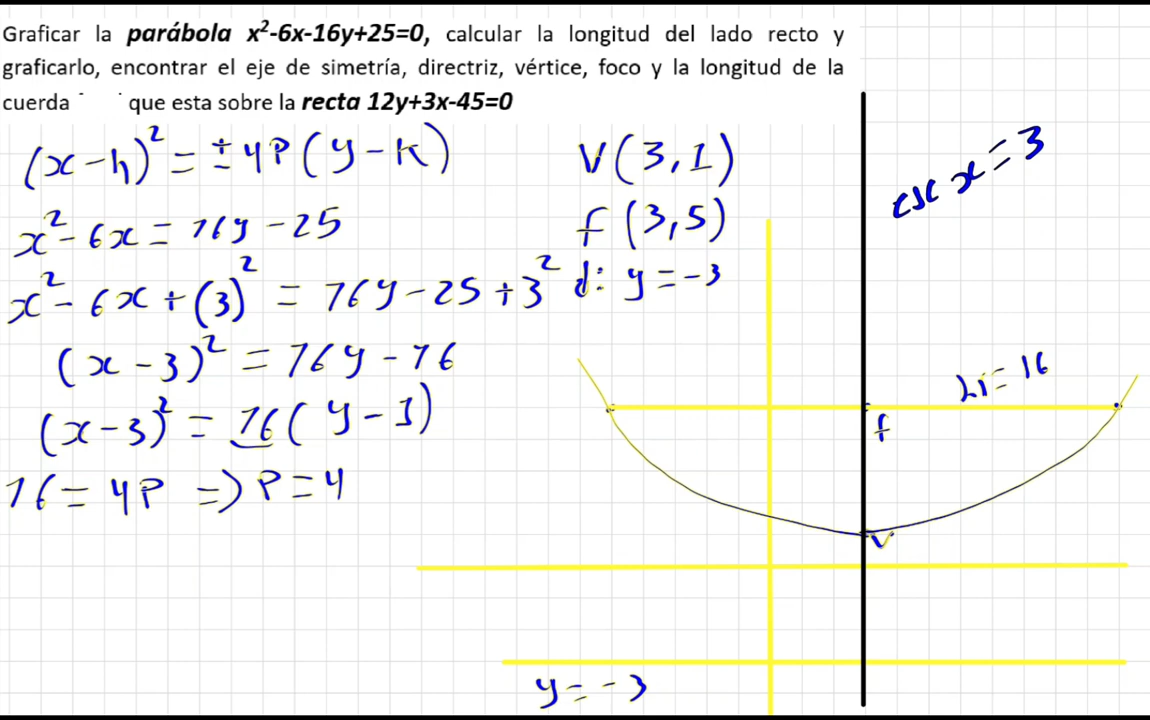 Graficar la parábola x²-6x-16y+25=0, calcular la longitud del lado recto y
graficarlo, encontrar el eje de simetría, directriz, vértice, foco y la longitud de la
cuerda que esta sobre la recta 12y+3x-45=0
(x-h)² = ±4P(y-k)
x²-6x = 16y-25
x²-6x+(3)² = 16y-25+3²
(x-3)² = 16y-16
(x-3)² = 16(y-1)
16 = 4P => P=4
V(3,1)
f(3,5)
d: y=-3
x=3
=16
f
V
y=-3